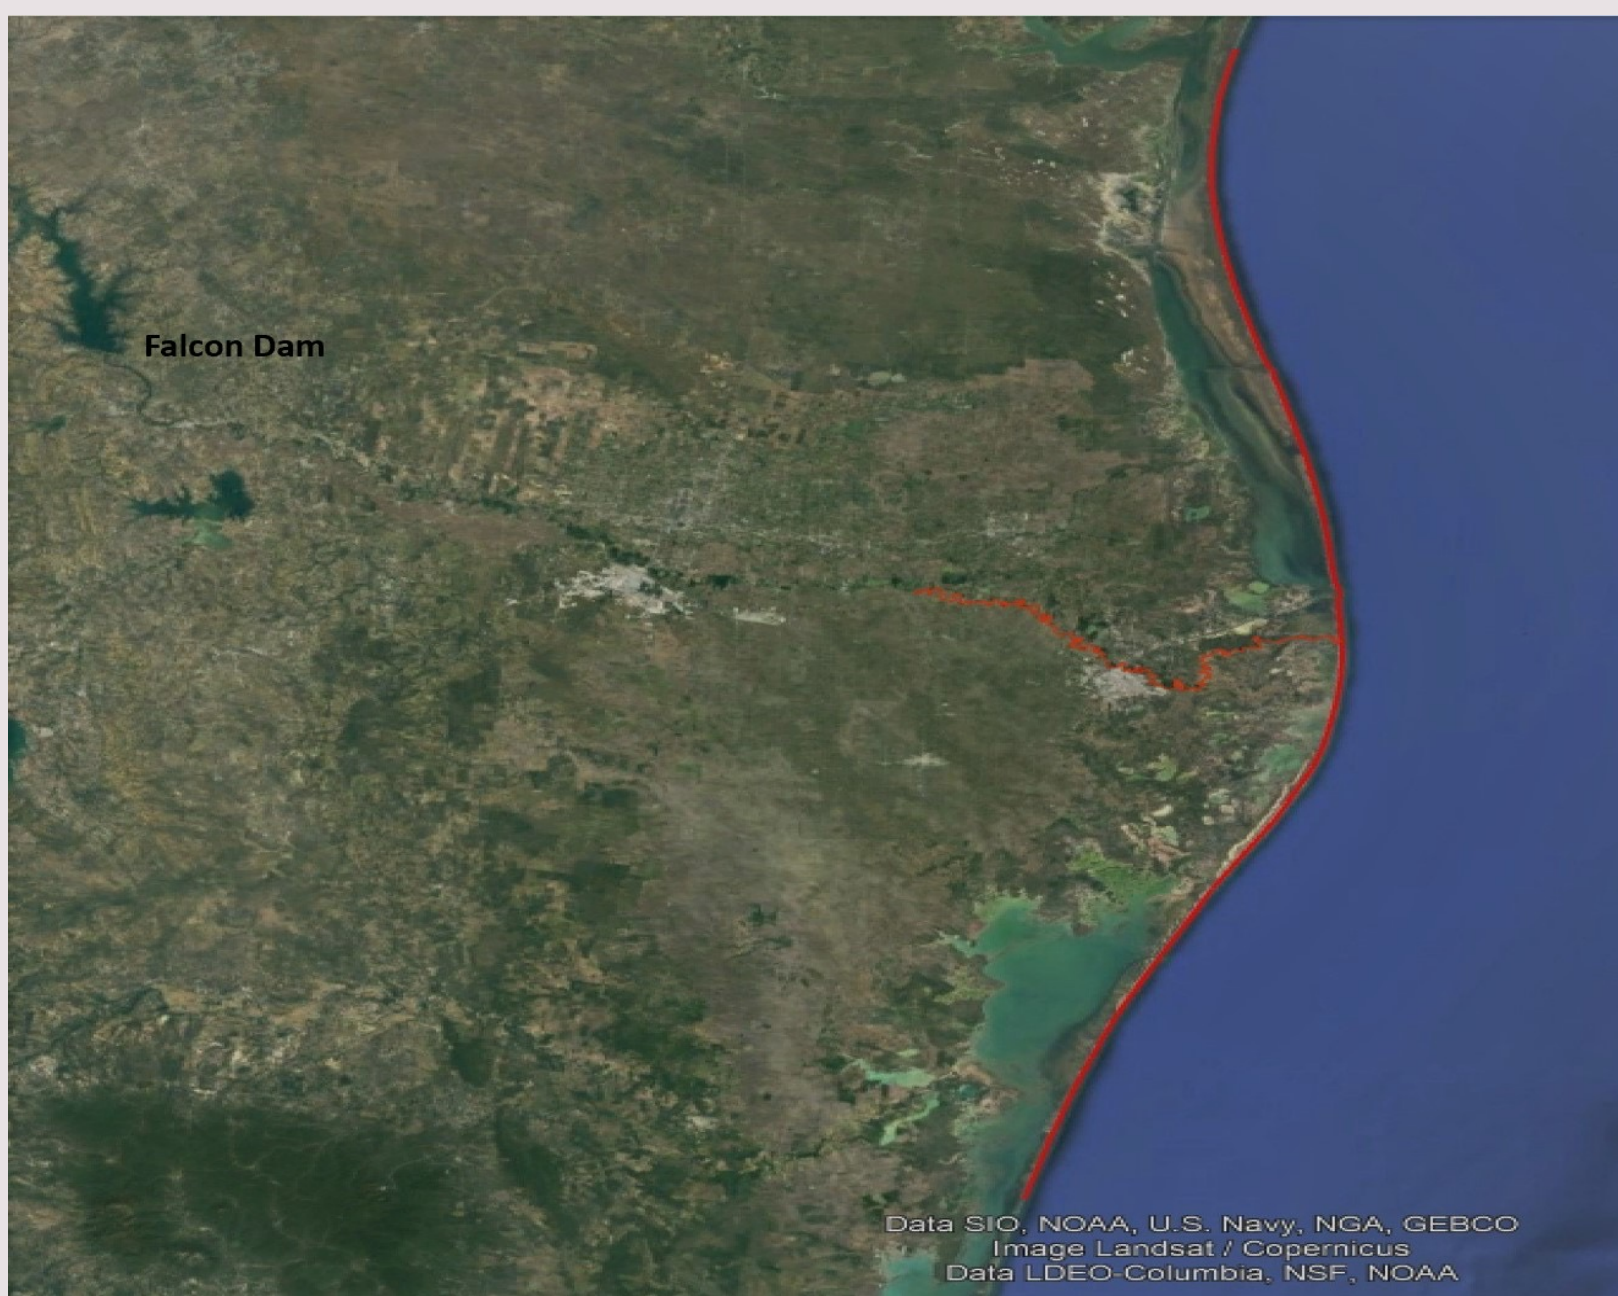 Falcon Dam
Data SIO, NOAA, U.S. Navy, NGA, GEBCO
Image Landsat / Copernicus
Data LDEO-Columbia, NSF, NOAA